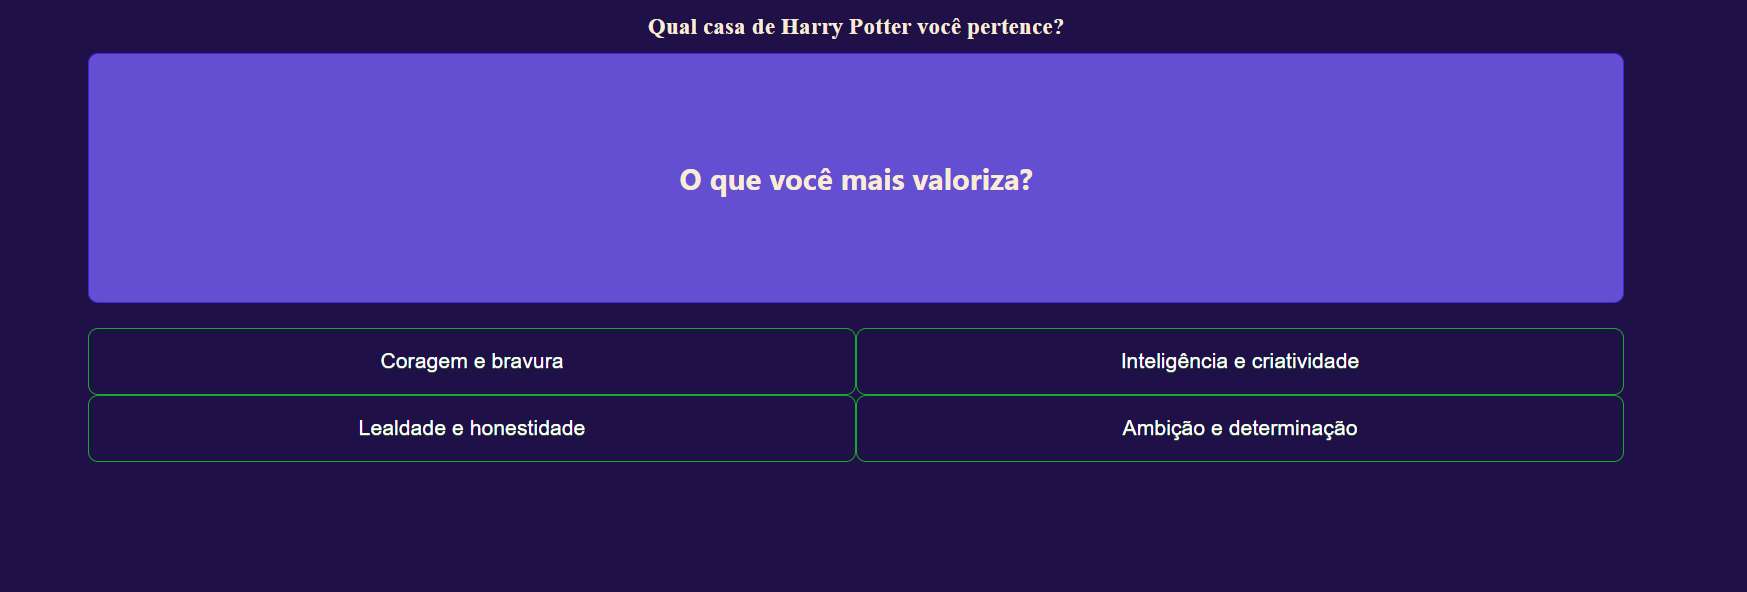 Qual casa de Harry Potter você pertence?
O que você mais valoriza?
Coragem e bravura
Inteligência e criatividade
Lealdade e honestidade
Ambição e determinação